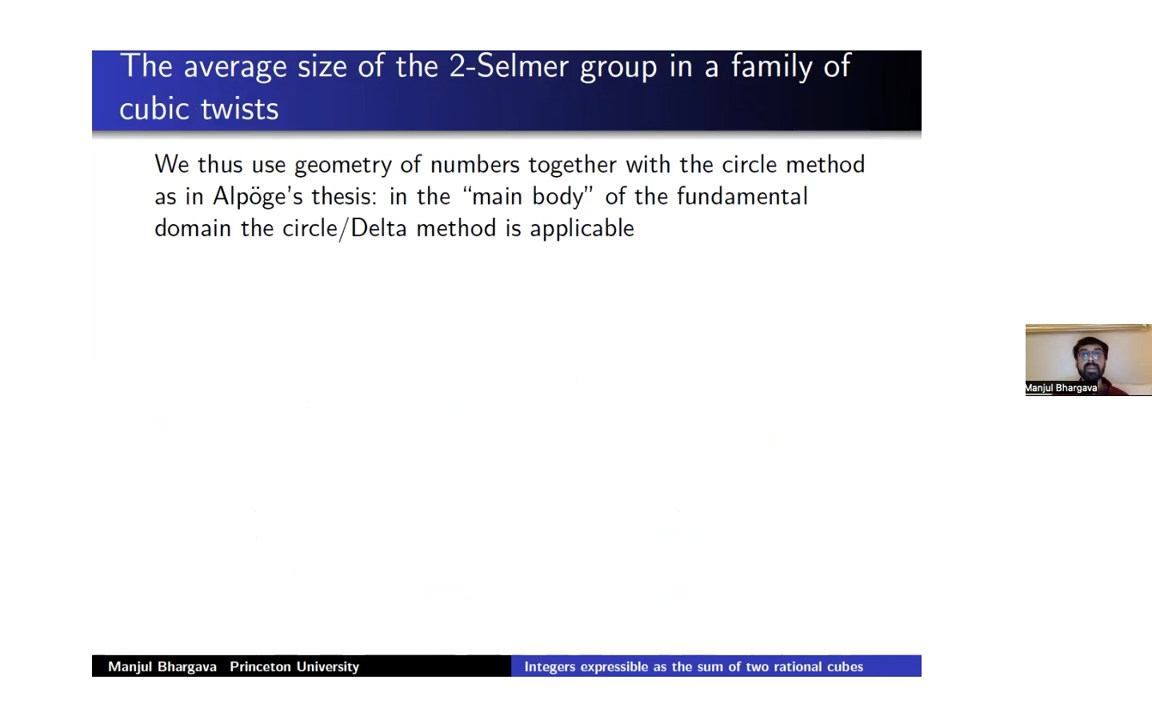 The average size of the 2-Selmer group in a family of
cubic twists
We thus use geometry of numbers together with the circle method
as in Alpöge's thesis: in the “main body” of the fundamental
domain the circle/Delta method is applicable
Manjul Bhargava
Manjul Bhargava Princeton University
Integers expressible as the sum of two rational cubes